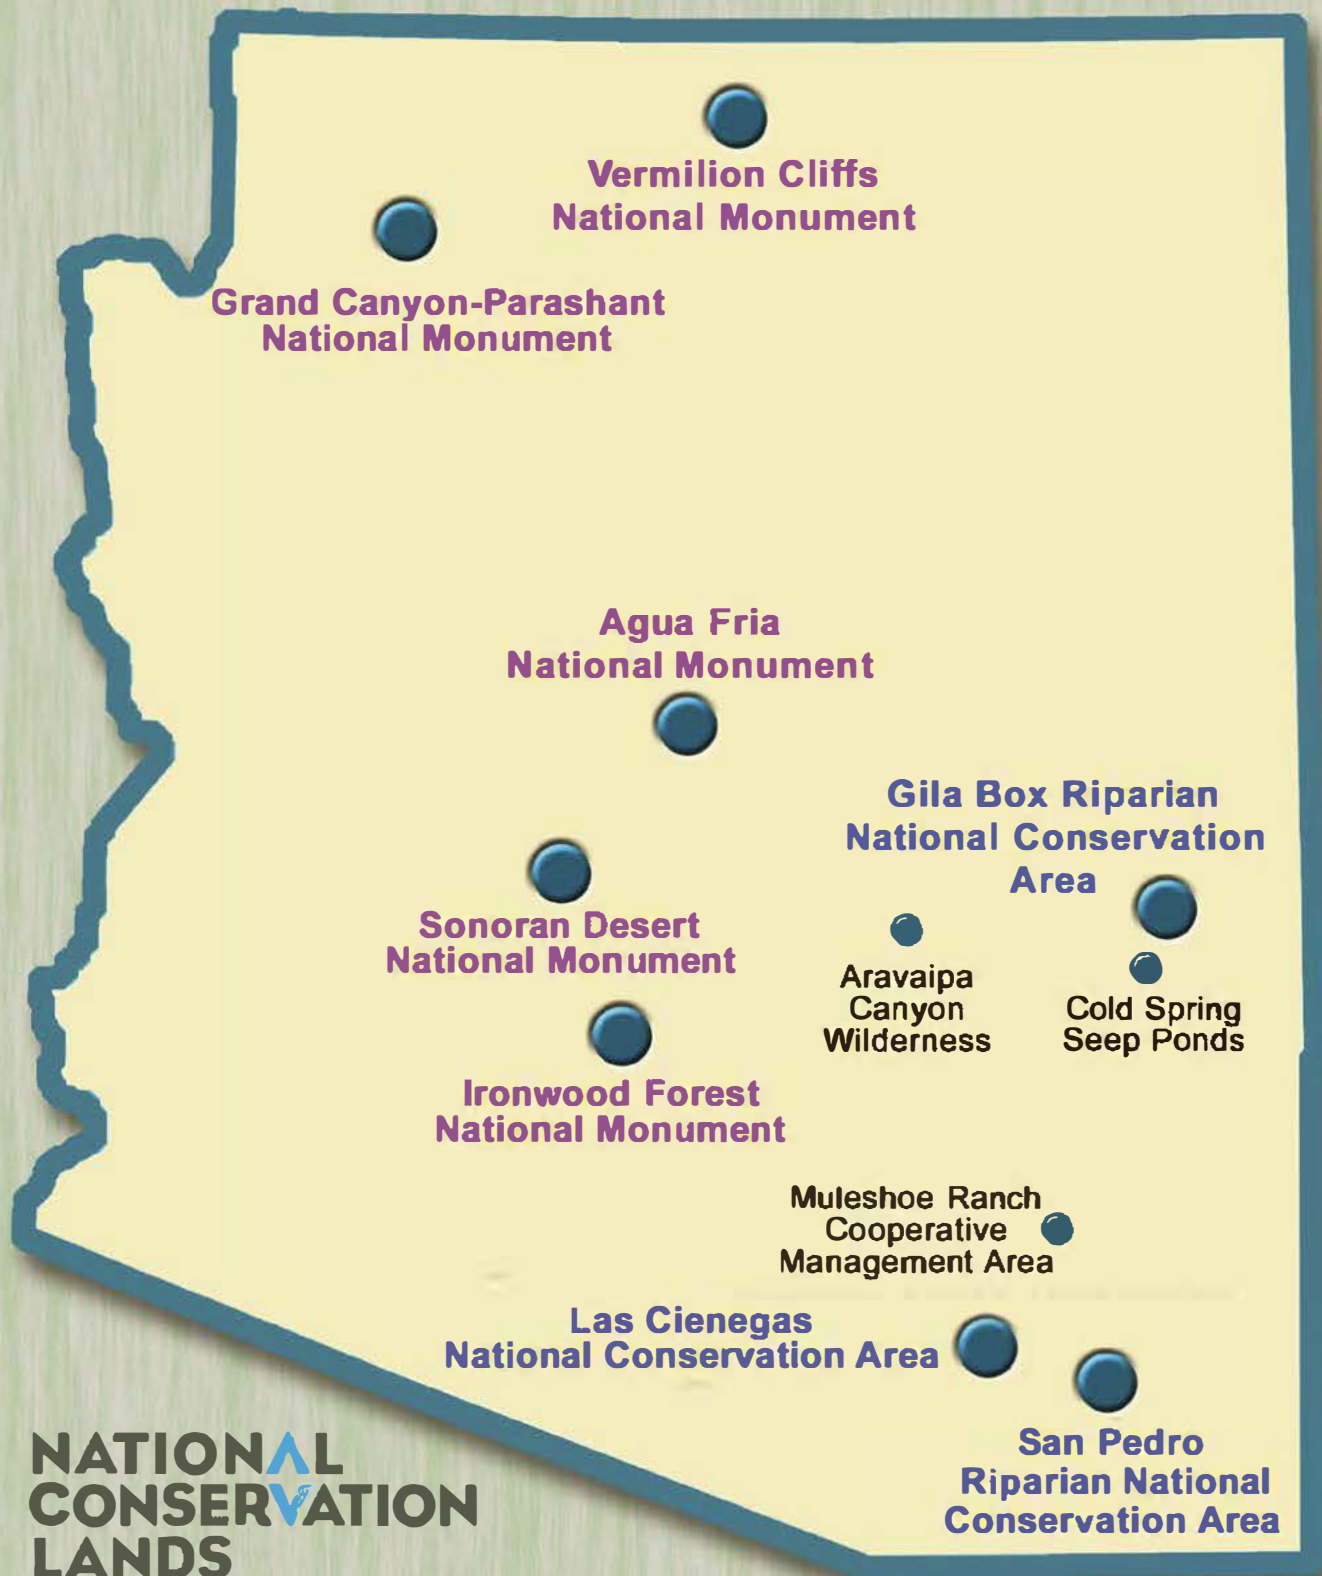 Vermilion Cliffs
National Monument
Grand Canyon-Parashant
National Monument
Agua Fria
National Monument
Gila Box Riparian
National Conservation
Area
Sonoran Desert
National Monument
Aravaipa
Canyon
Wilderness
Cold Spring
Seep Ponds
Ironwood Forest
National Monument
Muleshoe Ranch
Cooperative
Management Area
Las Cienegas
National Conservation Area
San Pedro
Riparian National
Conservation Area
NATIONAL
CONSERVATION
LANDS